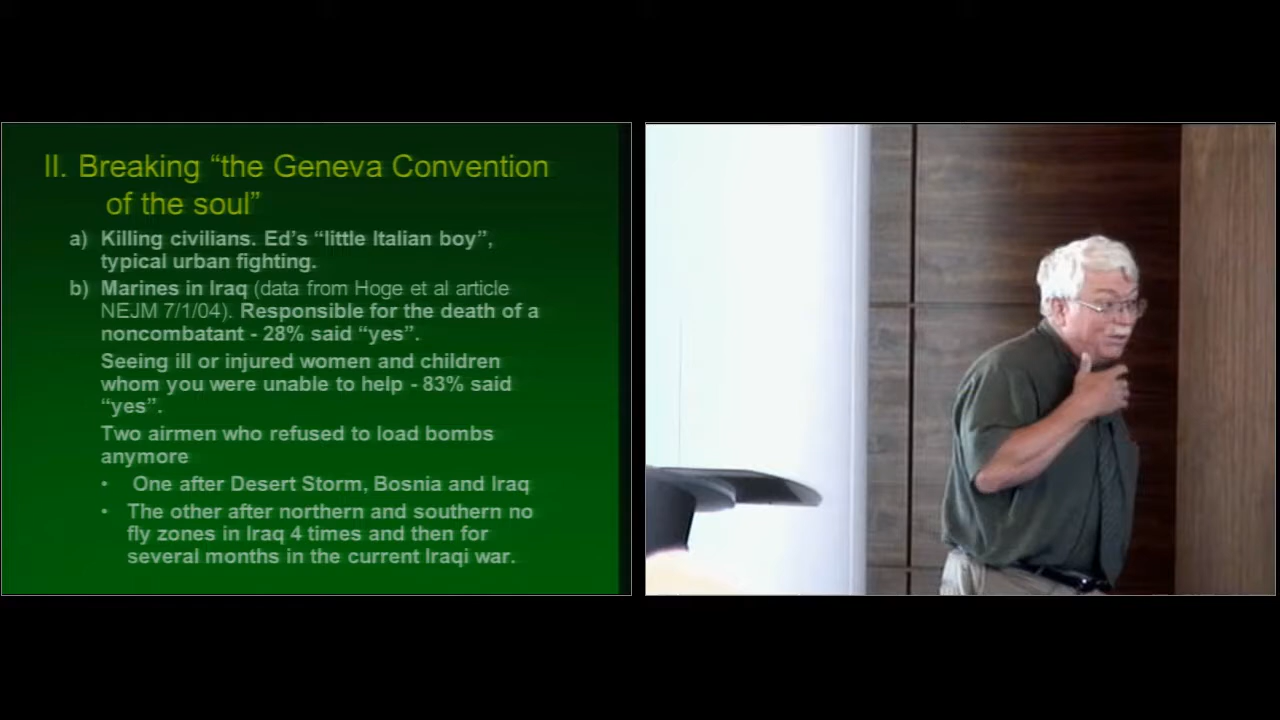 II. Breaking “the Geneva Convention
of the soul”
a) Killing civilians. Ed’s “little Italian boy”,
typical urban fighting.
b) Marines in Iraq (data from Hoge et al article
NEJM 7/1/04). Responsible for the death of a
noncombatant - 28% said “yes”.
Seeing ill or injured women and children
whom you were unable to help - 83% said
“yes”.
Two airmen who refused to load bombs
anymore
• One after Desert Storm, Bosnia and Iraq
• The other after northern and southern no
fly zones in Iraq 4 times and then for
several months in the current Iraqi war.